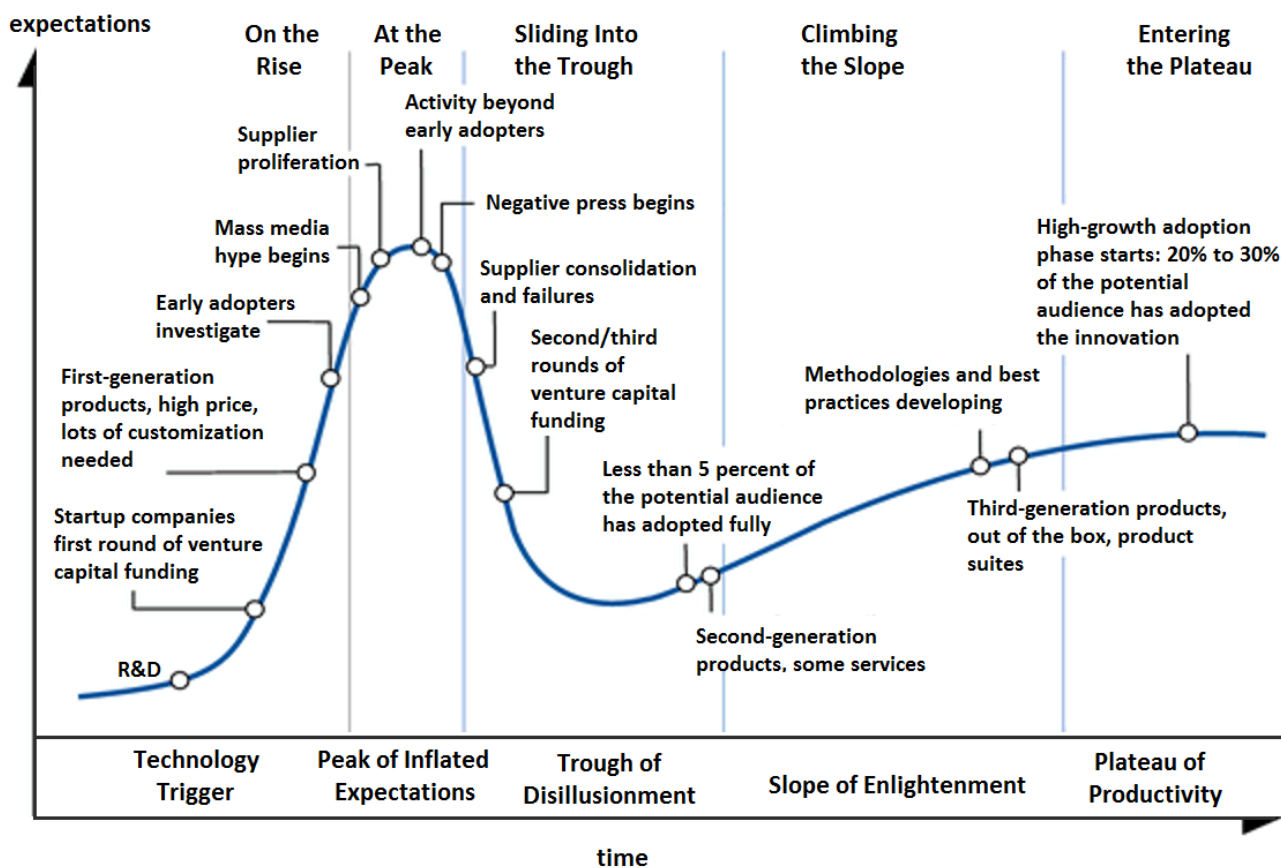 expectations
On the
Rise
At the
Peak
Sliding Into
the Trough
Climbing
the Slope
Entering
the Plateau
Activity beyond
early adopters
Supplier
proliferation
Negative press begins
Mass media
hype begins
Supplier consolidation
and failures
Early adopters
investigate
Second/third
rounds of
venture capital
funding
First-generation
products, high price,
lots of customization
needed
Startup companies
first round of venture
capital funding
R&D
Less than 5 percent of
the potential audience
has adopted fully
Second-generation
products, some services
Methodologies and best
practices developing
Third-generation products,
out of the box, product
suites
High-growth adoption
phase starts: 20% to 30%
of the potential
audience has adopted
the innovation
Technology
Trigger
Peak of Inflated
Expectations
Trough of
Disillusionment
Slope of Enlightenment
Plateau of
Productivity
time